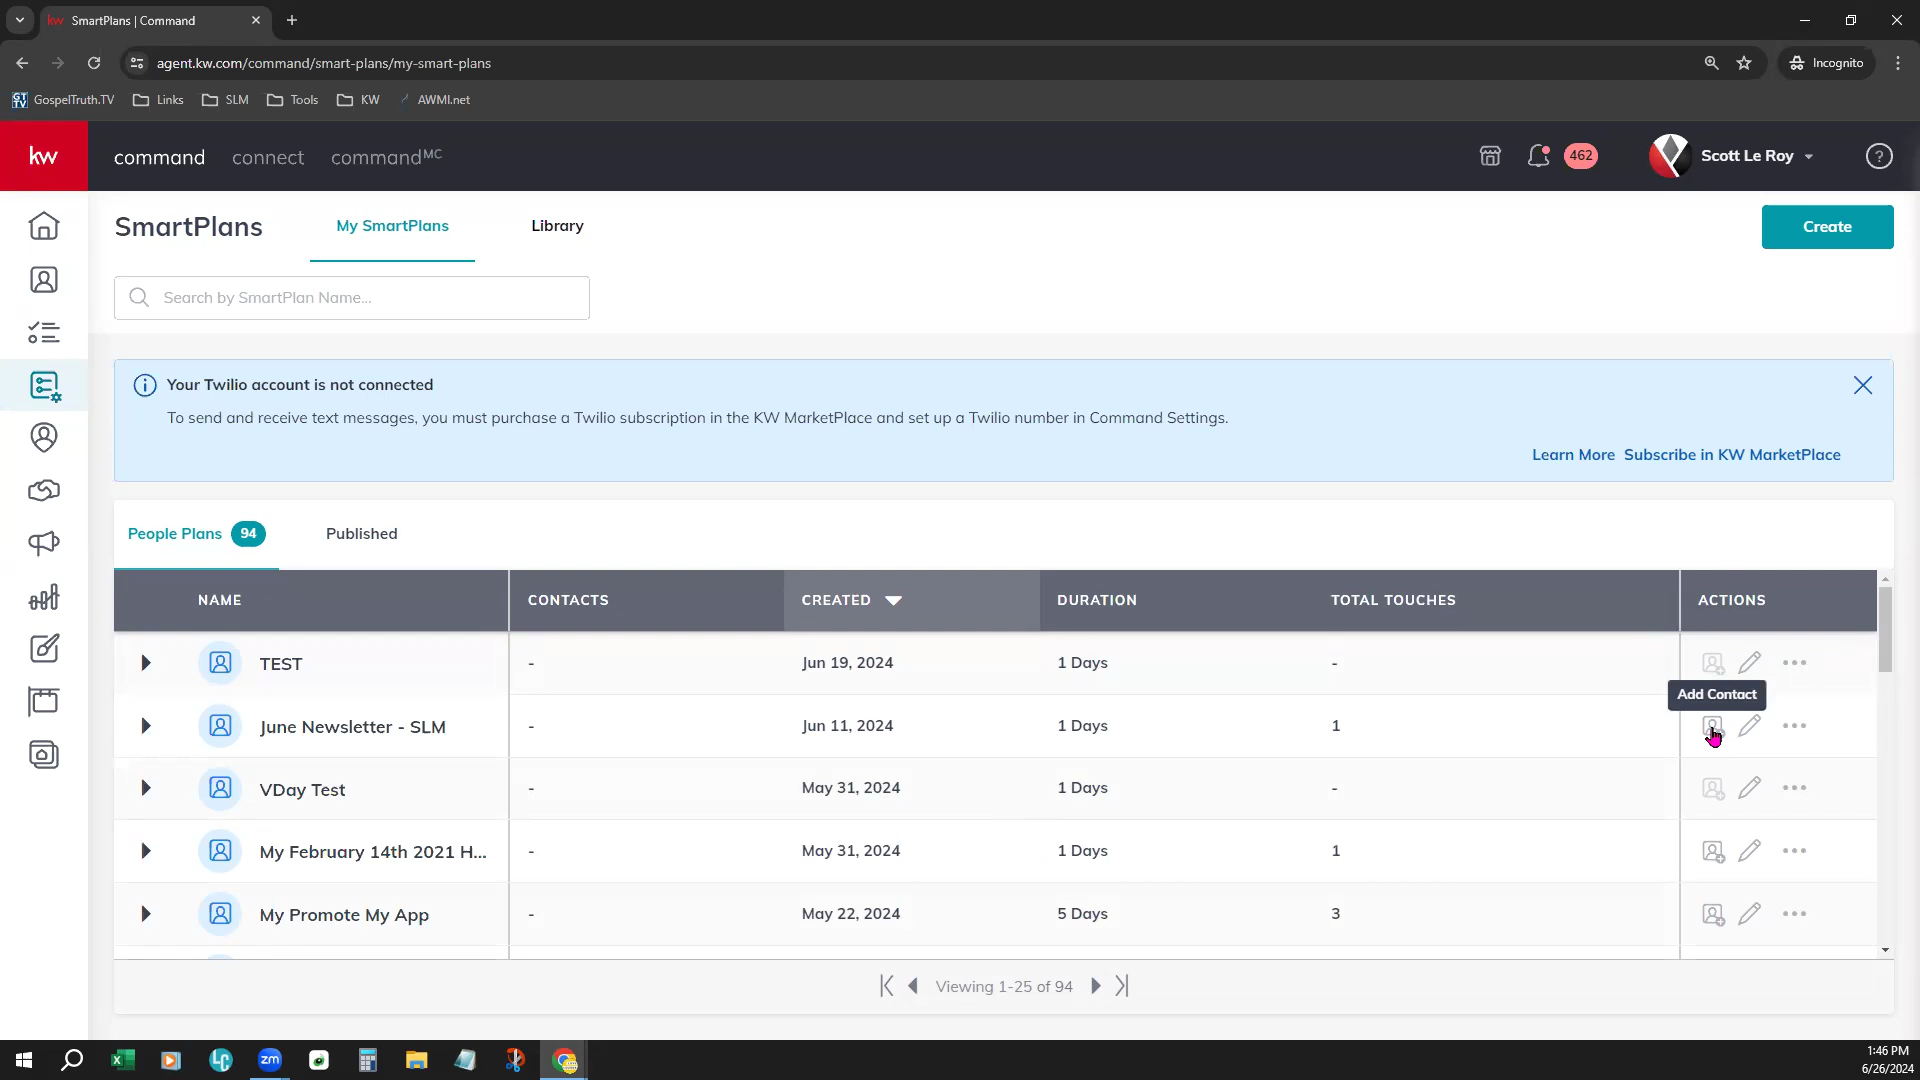 kw SmartPlans | Command
agent.kw.com/command/smart-plans/my-smart-plans
Incognito
GT TV GospelTruth.TV Links SLM Tools KW AWMI.net
kw command connect commandMC 462 Scott Le Roy ?
SmartPlans My SmartPlans Library Create
Search by SmartPlan Name...
Your Twilio account is not connected
To send and receive text messages, you must purchase a Twilio subscription in the KW MarketPlace and set up a Twilio number in Command Settings.
Learn More Subscribe in KW MarketPlace
People Plans 94 Published
NAME CONTACTS CREATED DURATION TOTAL TOUCHES ACTIONS
TEST - Jun 19, 2024 1 Days -
Add Contact
June Newsletter - SLM - Jun 11, 2024 1 Days 1
VDay Test - May 31, 2024 1 Days -
My February 14th 2021 H... - May 31, 2024 1 Days 1
My Promote My App - May 22, 2024 5 Days 3
Viewing 1-25 of 94
LC zm
1:46 PM
6/26/2024